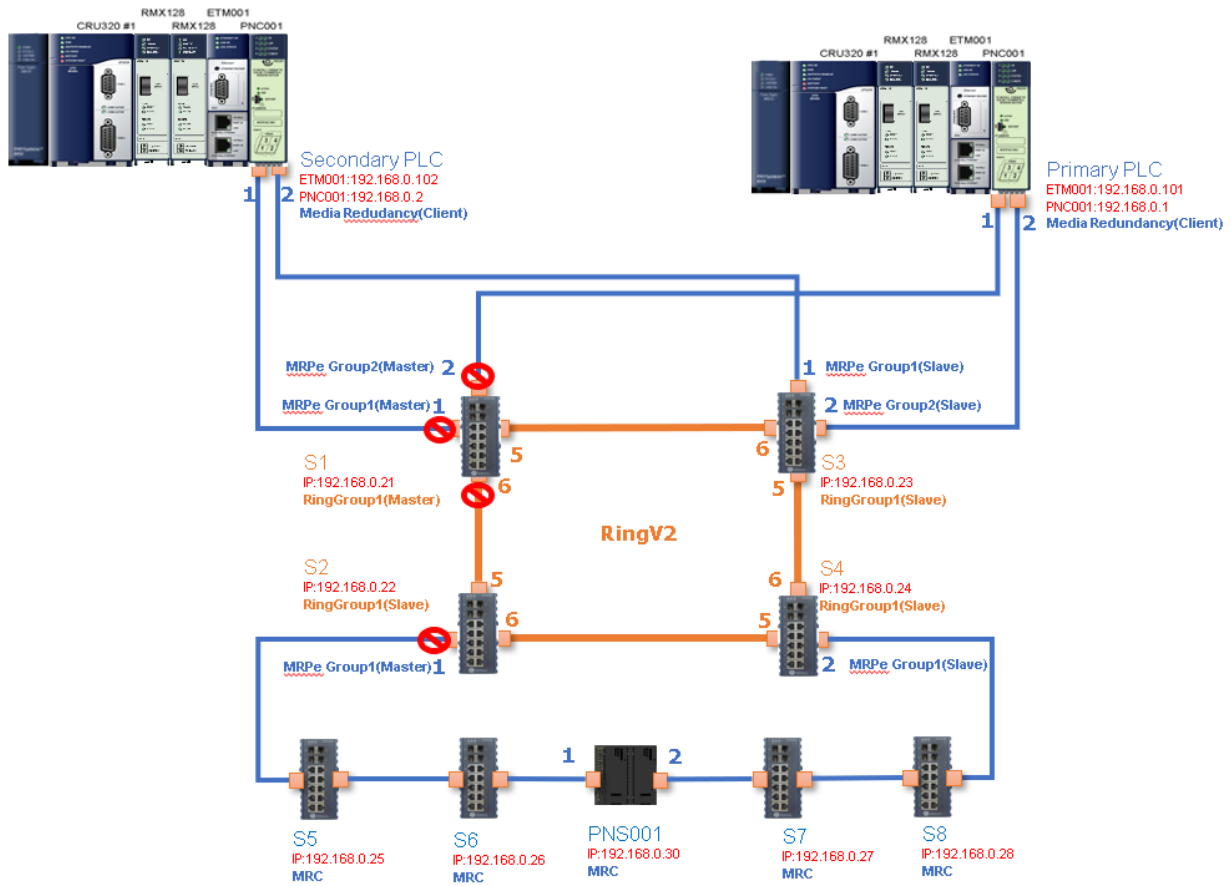 RMX128 ETM001
CRU320 #1 RMX128 PNC001
RMX128 ETM001
CRU320 #1 RMX128 PNC001
Secondary PLC
ETM001:192.168.0.102
PNC001:192.168.0.2
Media Redudancy(Client)
1 2
Primary PLC
ETM001:192.168.0.101
PNC001:192.168.0.1
Media Redundancy(Client)
1 2
MRPe Group2(Master) 2
1 MRPe Group1(Slave)
MRPe Group1(Master) 1
2 MRPe Group2(Slave)
5
6
S1
IP:192.168.0.21
RingGroup1(Master)
6
S3
IP:192.168.0.23
RingGroup1(Slave)
5
RingV2
S2
IP:192.168.0.22
RingGroup1(Slave)
5
6
S4
IP:192.168.0.24
RingGroup1(Slave)
6
5
MRPe Group1(Master) 1
2 MRPe Group1(Slave)
1 2
S5
IP:192.168.0.25
MRC
S6
IP:192.168.0.26
MRC
PNS001
IP:192.168.0.30
MRC
S7
IP:192.168.0.27
MRC
S8
IP:192.168.0.28
MRC